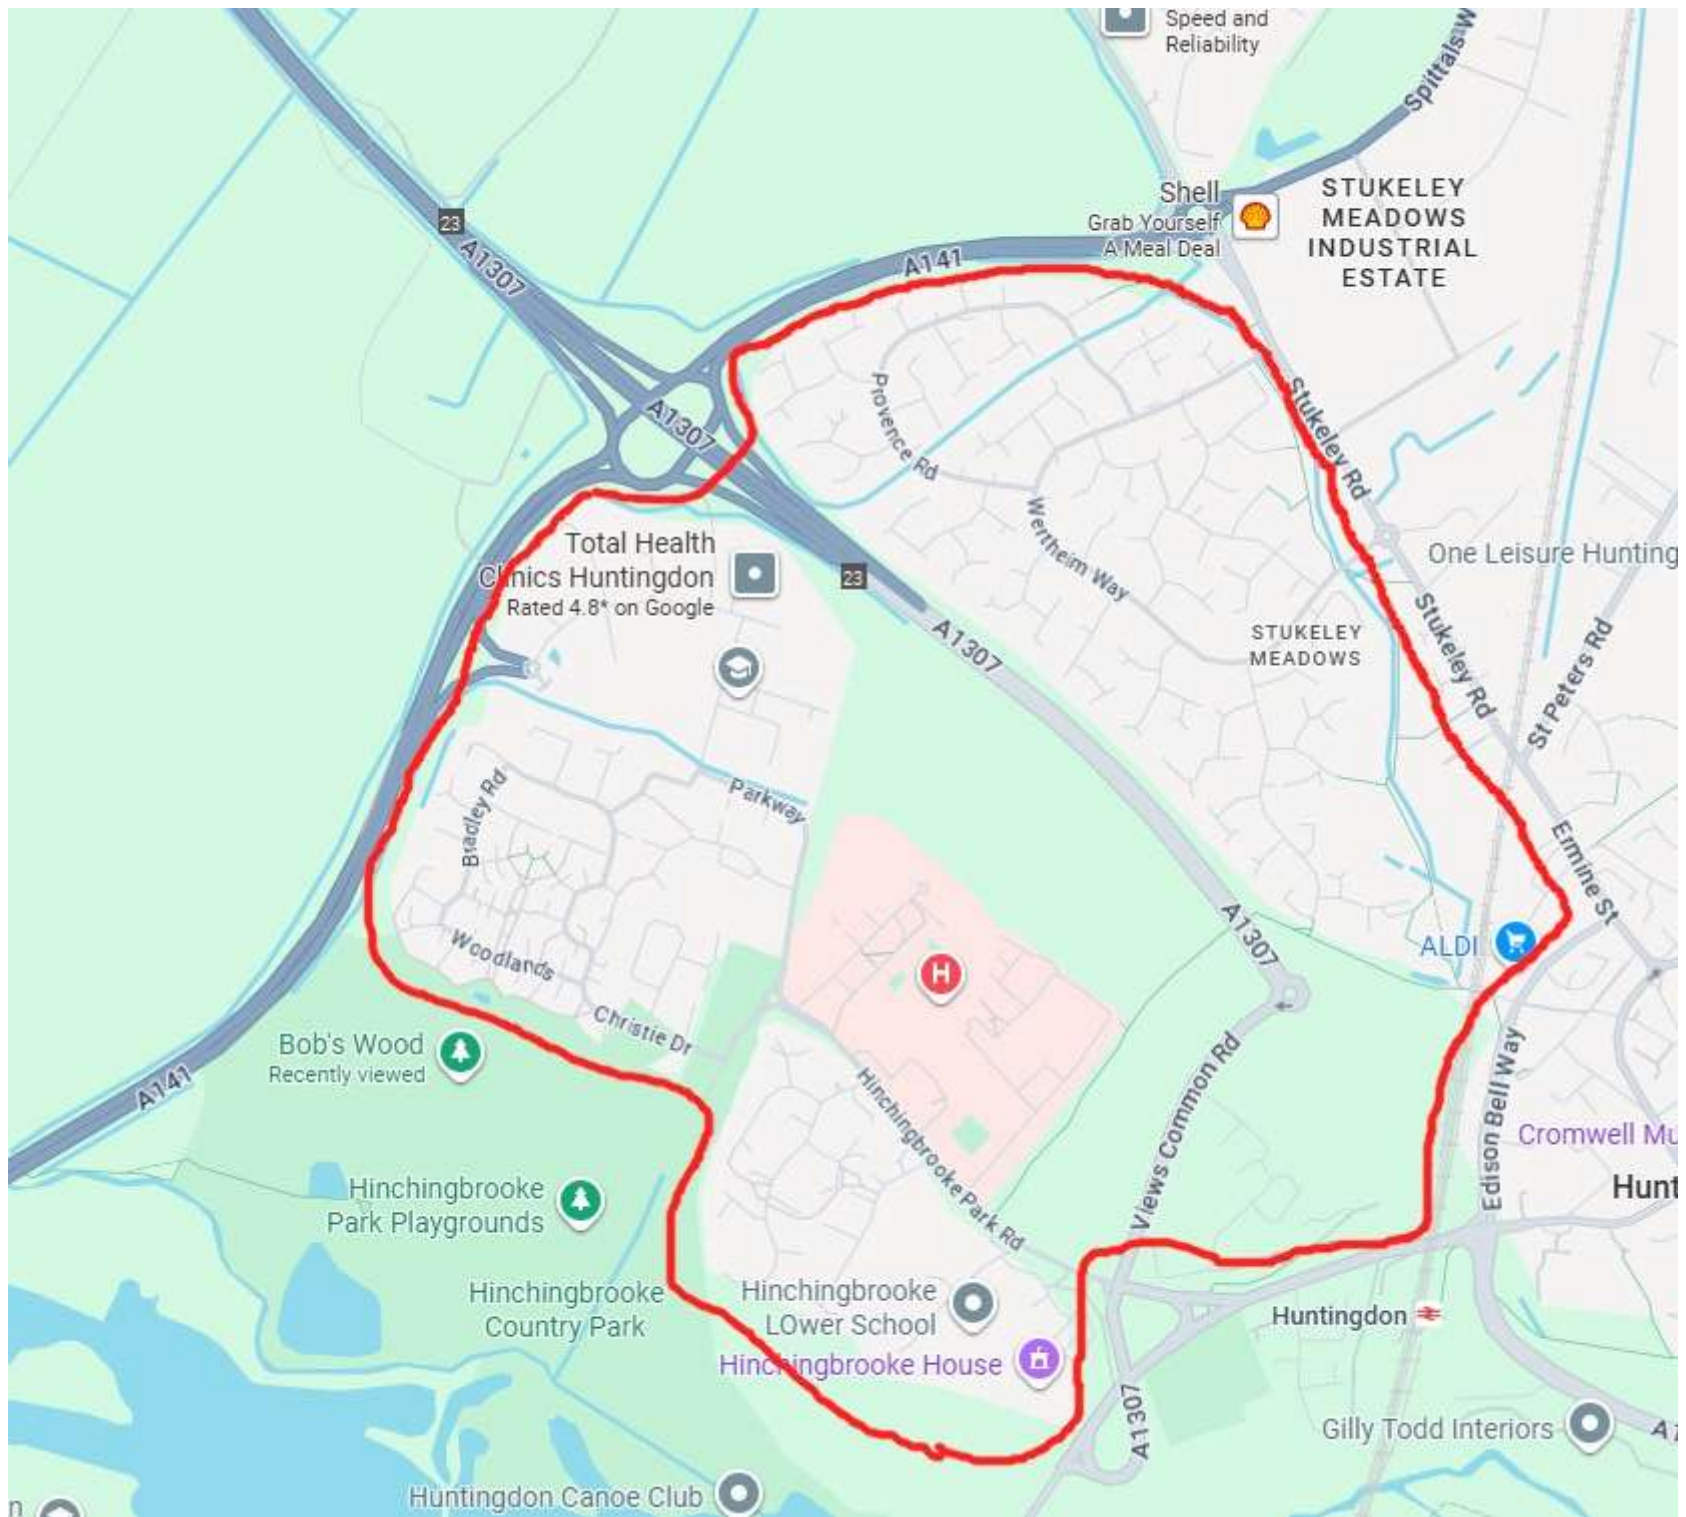 Speed and
Reliability
Spittals W
Shell
Grab Yourself
A Meal Deal
STUKELEY
MEADOWS
INDUSTRIAL
ESTATE
23
A1307
A141
A1307
Provence Rd
Stukeley Rd
Wertheim Way
One Leisure Hunting
Total Health
Clinics Huntingdon
Rated 4.8* on Google
23
A1307
STUKELEY
MEADOWS
Stukeley Rd
St Peters Rd
Bradley Rd
Parkway
Ermine St
Woodlands
A1307
ALDI
H
Christie Dr
Bob's Wood
Recently viewed
A141
Hinchingbrooke Park Rd
Views Common Rd
Edison Bell Way
Cromwell Mu
Hunt
Hinchingbrooke
Park Playgrounds
Hinchingbrooke
Country Park
Hinchingbrooke
LOwer School
Huntingdon
Hinchingbrooke House
A1307
Gilly Todd Interiors
A1
Huntingdon Canoe Club
n